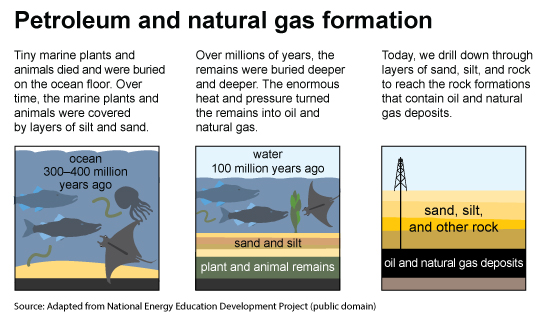 Petroleum and natural gas formation
Tiny marine plants and
animals died and were buried
on the ocean floor. Over
time, the marine plants and
animals were covered
by layers of silt and sand.
Over millions of years, the
remains were buried deeper
and deeper. The enormous
heat and pressure turned
the remains into oil and
natural gas.
Today, we drill down through
layers of sand, silt, and rock
to reach the rock formations
that contain oil and natural
gas deposits.
ocean
300–400 million
years ago
water
100 million years ago
sand and silt
plant and animal remains
sand, silt,
and other rock
oil and natural gas deposits
Source: Adapted from National Energy Education Development Project (public domain)